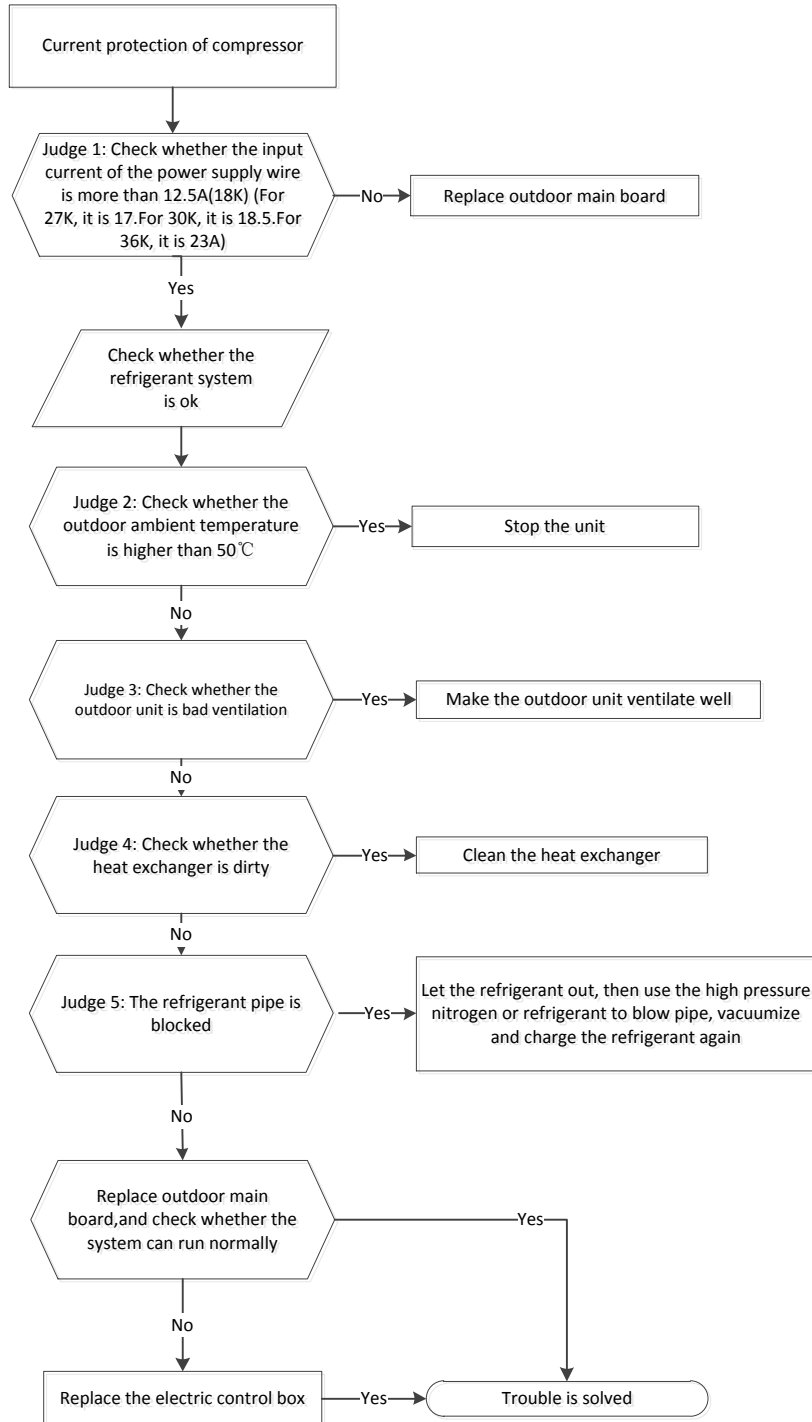 Current protection of compressor
Judge 1: Check whether the input
current of the power supply wire
is more than 12.5A(18K) (For
27K, it is 17.For 30K, it is 18.5.For
36K, it is 23A)
No
Replace outdoor main board
Yes
Check whether the
refrigerant system
is ok
Judge 2: Check whether the
outdoor ambient temperature
is higher than 50℃
Yes
Stop the unit
No
Judge 3: Check whether the
outdoor unit is bad ventilation
Yes
Make the outdoor unit ventilate well
No
Judge 4: Check whether the
heat exchanger is dirty
Yes
Clean the heat exchanger
No
Judge 5: The refrigerant pipe is
blocked
Yes
Let the refrigerant out, then use the high pressure
nitrogen or refrigerant to blow pipe, vacuumize
and charge the refrigerant again
No
Replace outdoor main
board,and check whether the
system can run normally
Yes
No
Replace the electric control box
Yes
Trouble is solved